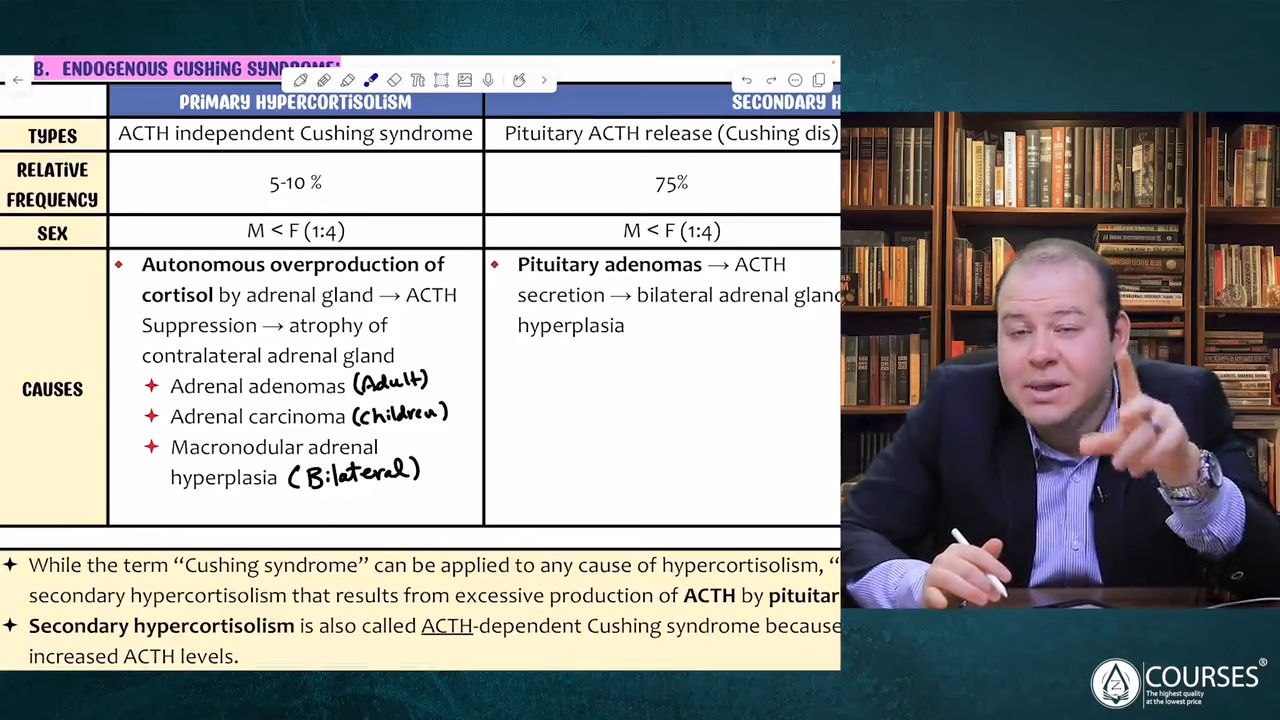 B. ENDOGENOUS CUSHING SYNDROME:
PRIMARY HYPERCORTISOLISM
SECONDARY H
TYPES
ACTH independent Cushing syndrome
Pituitary ACTH release (Cushing dis)
RELATIVE FREQUENCY
5-10 %
75%
SEX
M < F (1:4)
M < F (1:4)
CAUSES
Autonomous overproduction of
cortisol by adrenal gland → ACTH
Suppression → atrophy of
contralateral adrenal gland
Adrenal adenomas (Adult)
Adrenal carcinoma (children)
Macronodular adrenal
hyperplasia (Bilateral)
Pituitary adenomas → ACTH
secretion → bilateral adrenal gland
hyperplasia
While the term “Cushing syndrome” can be applied to any cause of hypercortisolism, “
secondary hypercortisolism that results from excessive production of ACTH by pituitar
Secondary hypercortisolism is also called ACTH-dependent Cushing syndrome because
increased ACTH levels.
Tt
Z COURSES®
The highest quality
at the lowest price